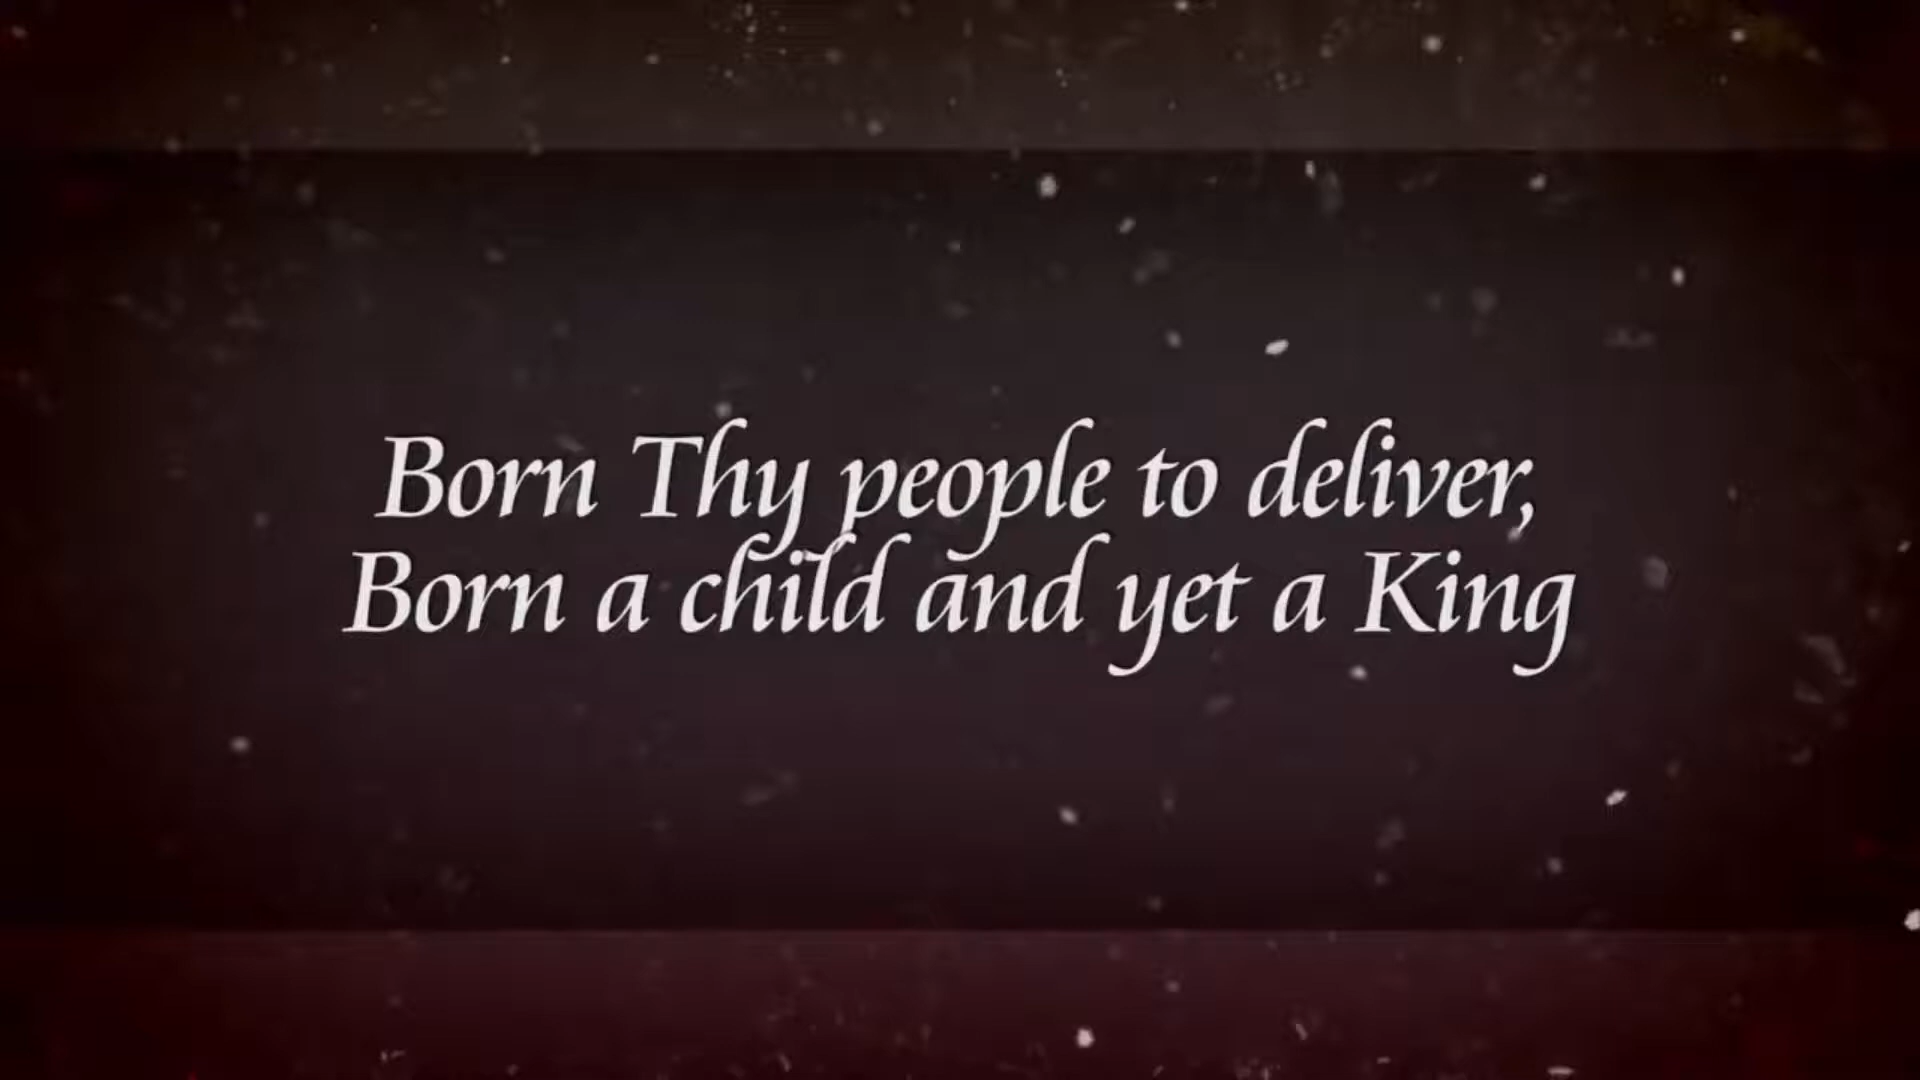 Born Thy people to deliver,
Born a child and yet a King